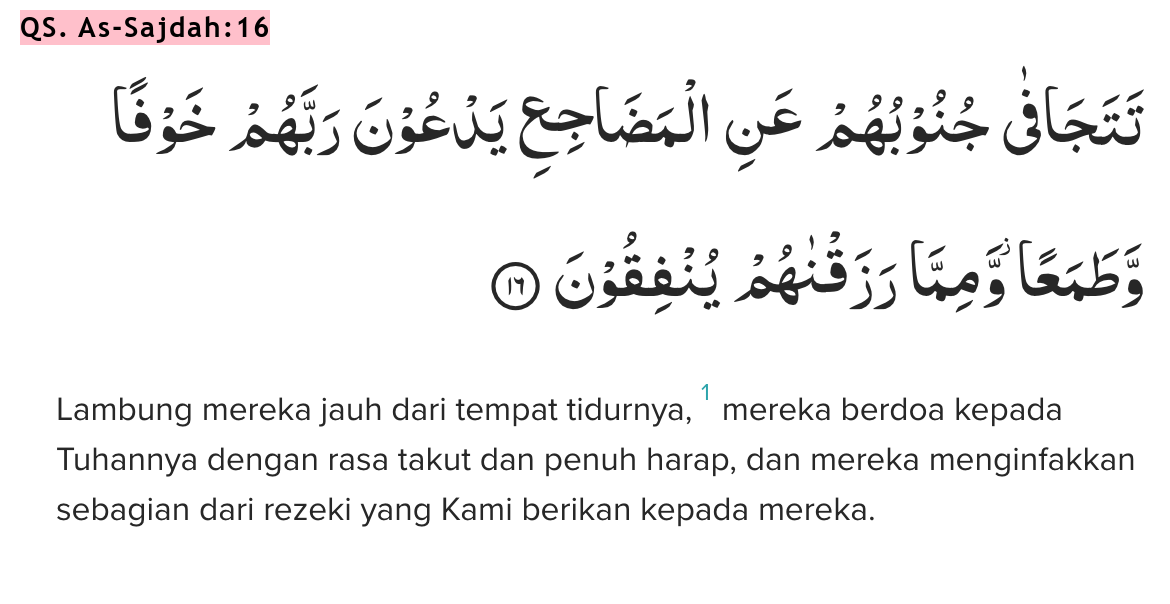 QS. As-Sajdah:16
تَتَجَافٰى جُنُوْبُهُمْ عَنِ الْمَضَاجِعِ يَدْعُوْنَ رَبَّهُمْ خَوْفًا
وَّطَمَعًاۖ وَّمِمَّا رَزَقْنٰهُمْ يُنْفِقُوْنَ ١٦
Lambung mereka jauh dari tempat tidurnya, 1 mereka berdoa kepada
Tuhannya dengan rasa takut dan penuh harap, dan mereka menginfakkan
sebagian dari rezeki yang Kami berikan kepada mereka.